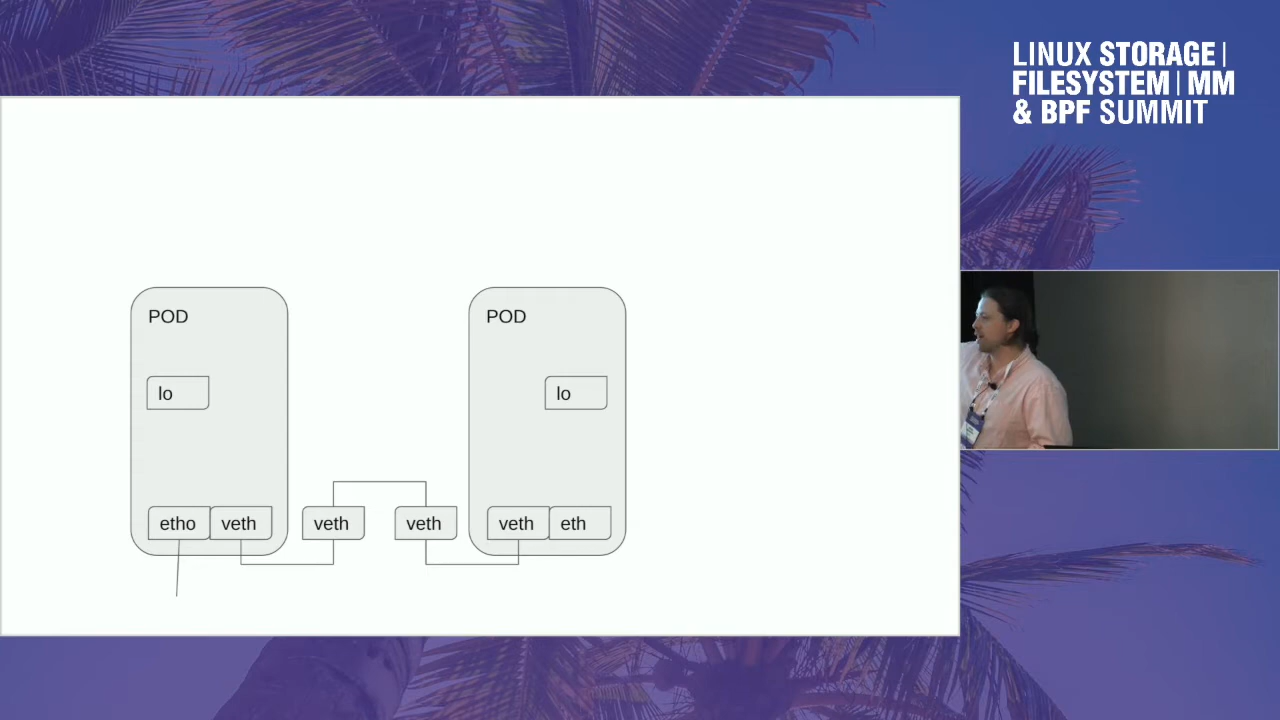 LINUX STORAGE |
FILESYSTEM | MM
& BPF SUMMIT
POD
POD
lo
lo
etho
veth
veth
veth
veth
eth